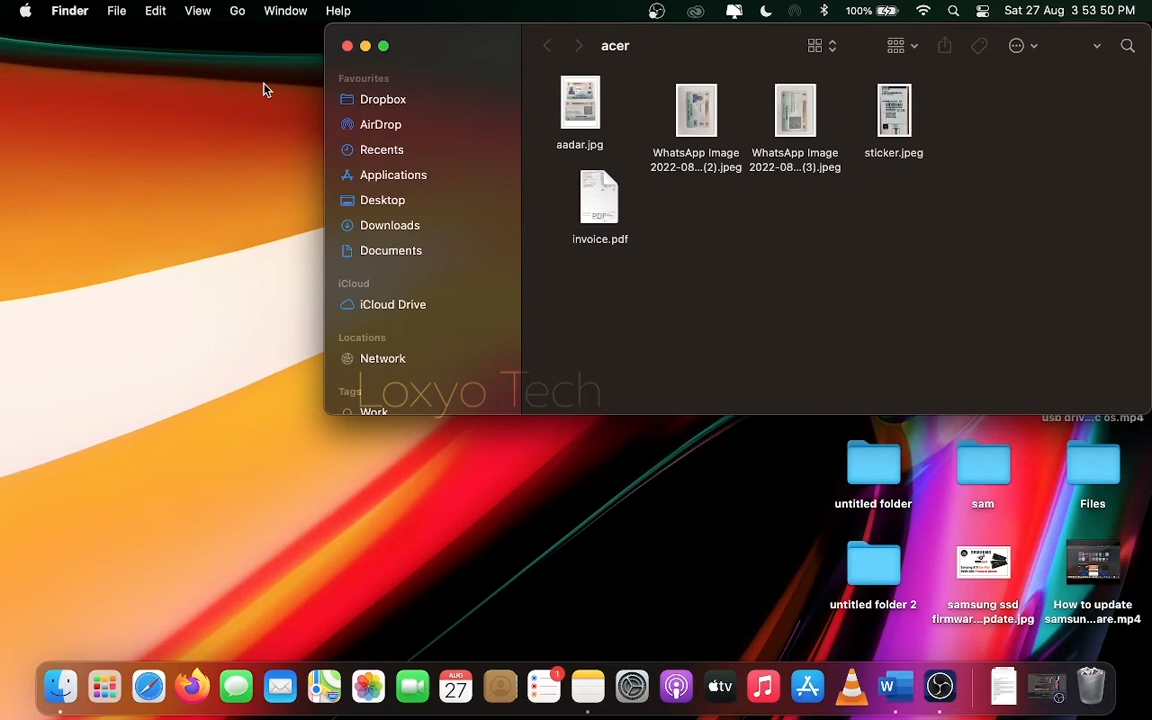 Finder File Edit View Go Window Help 100% Sat 27 Aug 3 53 50 PM
acer
Favourites
Dropbox
AirDrop
Recents
Applications
Desktop
Downloads
Documents
iCloud
iCloud Drive
Locations
Network
Tags
Work
aadar.jpg
WhatsApp Image
2022-08...(2).jpeg
WhatsApp Image
2022-08...(3).jpeg
sticker.jpeg
PDF
invoice.pdf
Loxyo Tech
usb driv...c os.mp4
untitled folder
sam
Files
untitled folder 2
samsung ssd
firmwar...pdate.jpg
How to update
samsun...are.mp4
AUG
27
1
tv
W